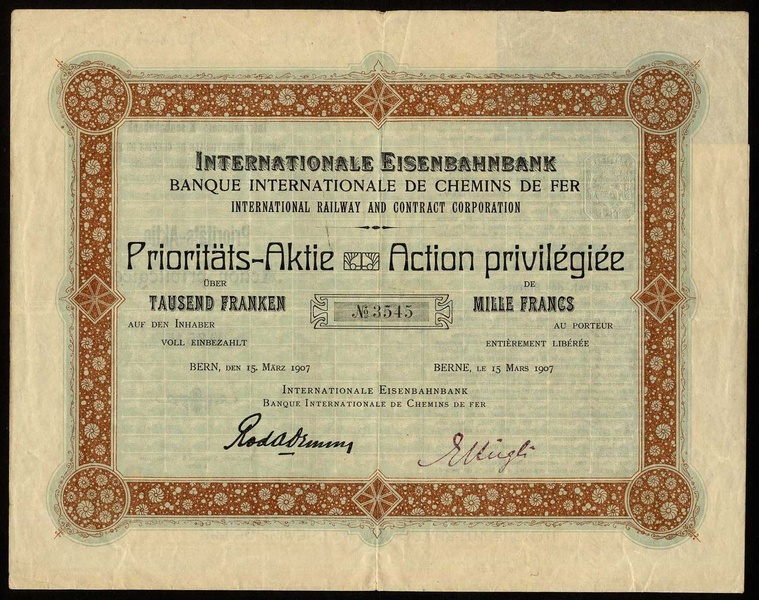 INTERNATIONALE EISENBAHNBANK
BANQUE INTERNATIONALE DE CHEMINS DE FER
INTERNATIONAL RAILWAY AND CONTRACT CORPORATION
Prioritäts-Aktie Action privilégiée
ÜBER DE
TAUSEND FRANKEN № 3545 MILLE FRANCS
AUF DEN INHABER AU PORTEUR
VOLL EINBEZAHLT ENTIÈREMENT LIBÉRÉE
BERN, DEN 15. MÄRZ 1907 BERNE, LE 15 MARS 1907
INTERNATIONALE EISENBAHNBANK
BANQUE INTERNATIONALE DE CHEMINS DE FER